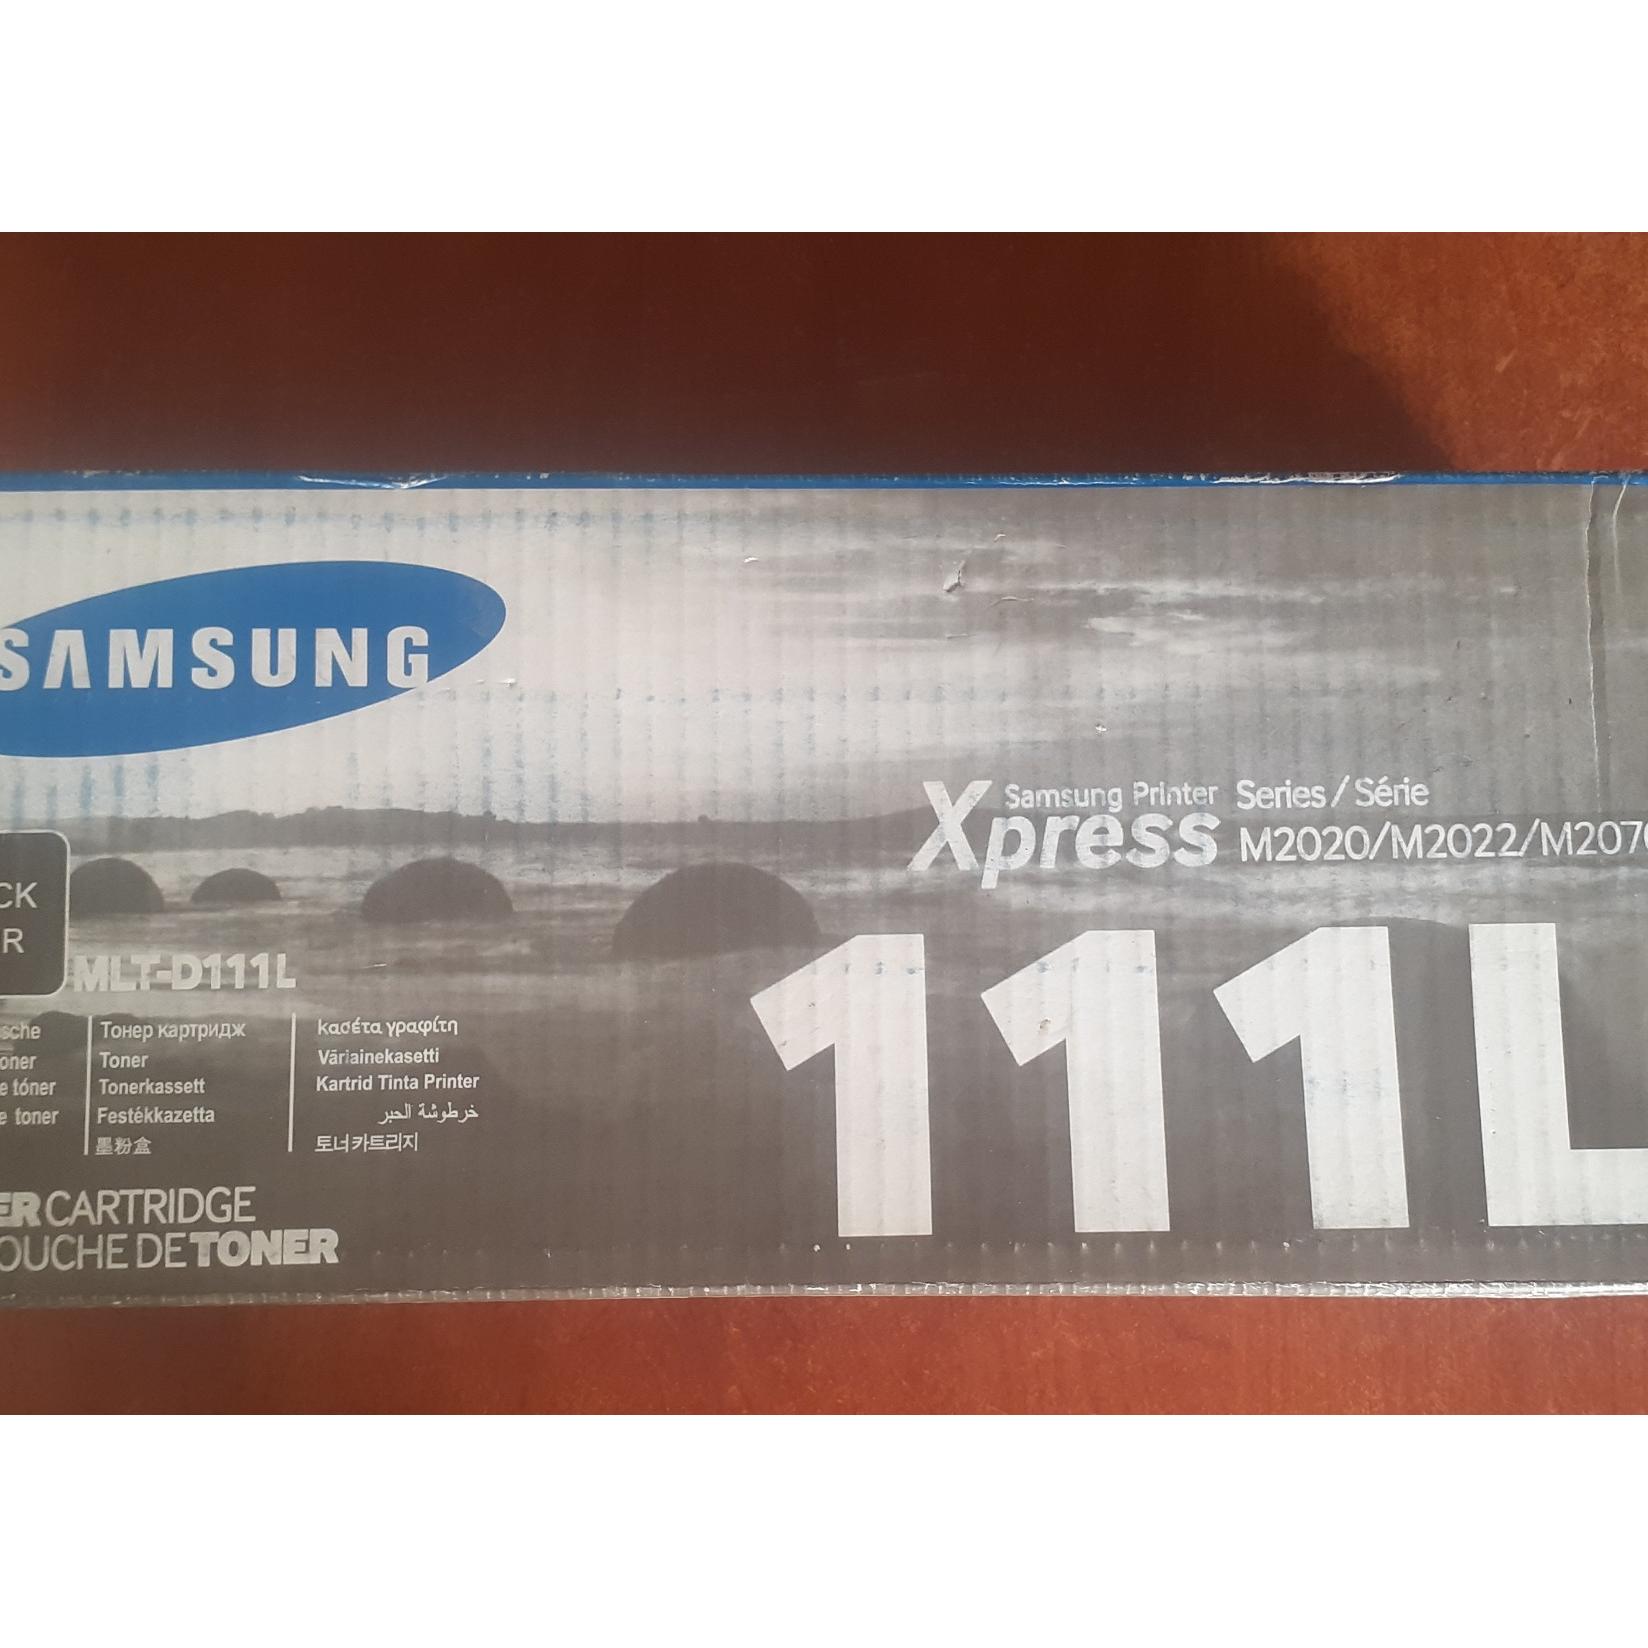 SAMSUNG
Samsung Printer
Xpress
Series / Série
M2020/M2022/M2070
111L
CK
R
MLT-D111L
sche
oner
e tóner
e toner
Тонер картридж
Toner
Tonerkassett
Festékkazetta
墨粉盒
κασέτα γραφίτη
Väriainekasetti
Kartrid Tinta Printer
خرطوشة الحبر
토너카트리지
ER CARTRIDGE
OUCHE DE TONER